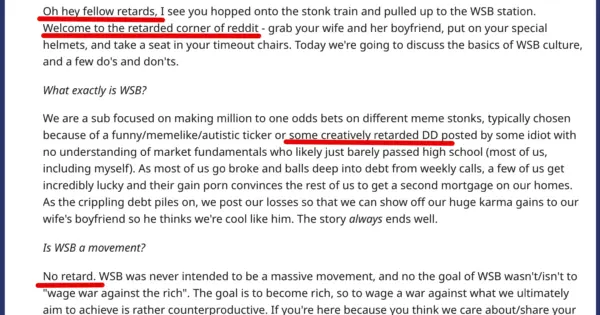 Oh hey fellow retards, I see you hopped onto the stonk train and pulled up to the WSB station.
Welcome to the retarded corner of reddit - grab your wife and her boyfriend, put on your special
helmets, and take a seat in your timeout chairs. Today we're going to discuss the basics of WSB culture,
and a few do's and don'ts.
What exactly is WSB?
We are a sub focused on making million to one odds bets on different meme stonks, typically chosen
because of a funny/memelike/autistic ticker or some creatively retarded DD posted by some idiot with
no understanding of market fundamentals who likely just barely passed high school (most of us,
including myself). As most of us go broke and balls deep into debt from weekly calls, a few of us get
incredibly lucky and their gain porn convinces the rest of us to get a second mortgage on our homes.
As the crippling debt piles on, we post our losses so that we can show off our huge karma gains to our
wife's boyfriend so he thinks we're cool like him. The story always ends well.
Is WSB a movement?
No retard. WSB was never intended to be a massive movement, and no the goal of WSB wasn't/isn't to
"wage war against the rich". The goal is to become rich, so to wage a war against what we ultimately
aim to achieve is rather counterproductive. If you're here because you think we care about/share your